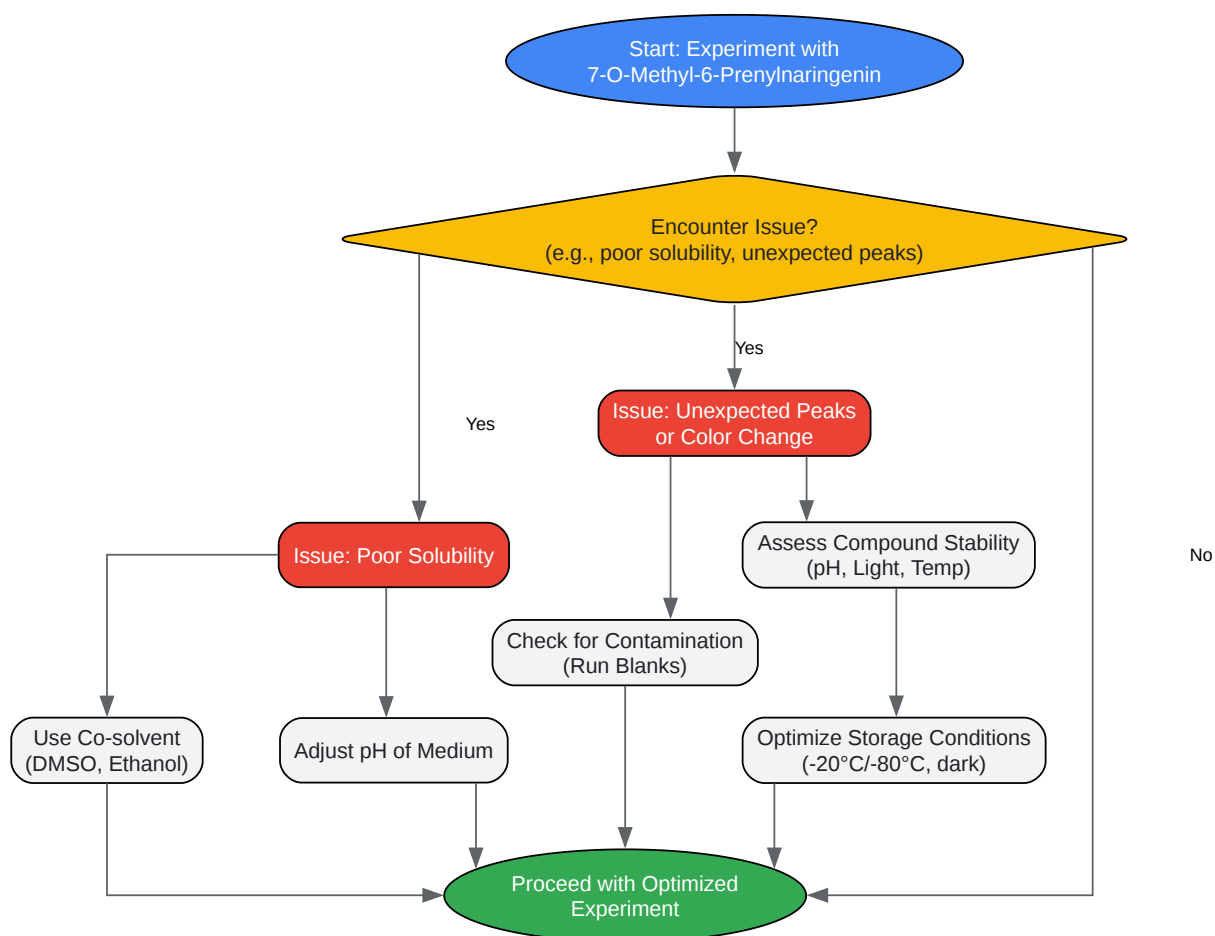 Start: Experiment with
7-O-Methyl-6-Prenylnaringenin
Encounter Issue?
(e.g., poor solubility, unexpected peaks)
Yes
Issue: Unexpected Peaks
or Color Change
Yes
Issue: Poor Solubility
Assess Compound Stability
(pH, Light, Temp)
No
Check for Contamination
(Run Blanks)
Use Co-solvent
(DMSO, Ethanol)
Adjust pH of Medium
Optimize Storage Conditions
(-20°C/-80°C, dark)
Proceed with Optimized
Experiment